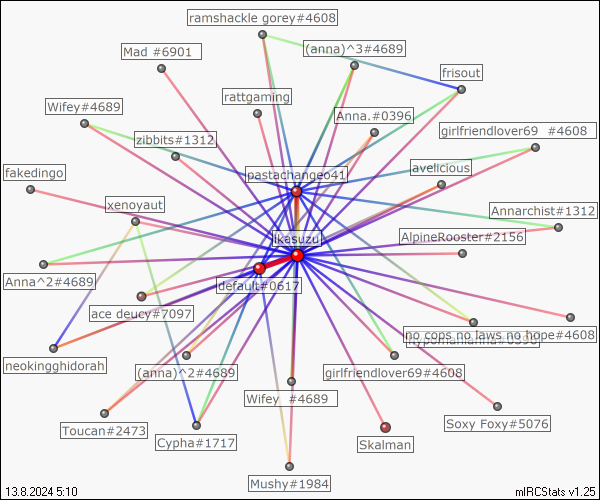 ramshackle gorey#4608
Mad #6901
(anna)^3#4689
frisout
rattgaming
Wifey#4689
Anna.#0396
zibbits#1312
girlfriendlover69 #4608
fakedingo
pastachangeo41
avelicious
xenoyaut
Annarchist#1312
ikesuzu
AlpineRooster#2156
Anna^2#4689
default#0617
ace deucy#7097
no cops no laws no hope#4608
neokingghidorah
(anna)^2#4689
girlfriendlover69#4608
Wifey #4689
Toucan#2473
Cypha#1717
Skalman
Soxy Foxy#5076
Mushy#1984
13.8.2024 5:10
mIRCStats v1.25